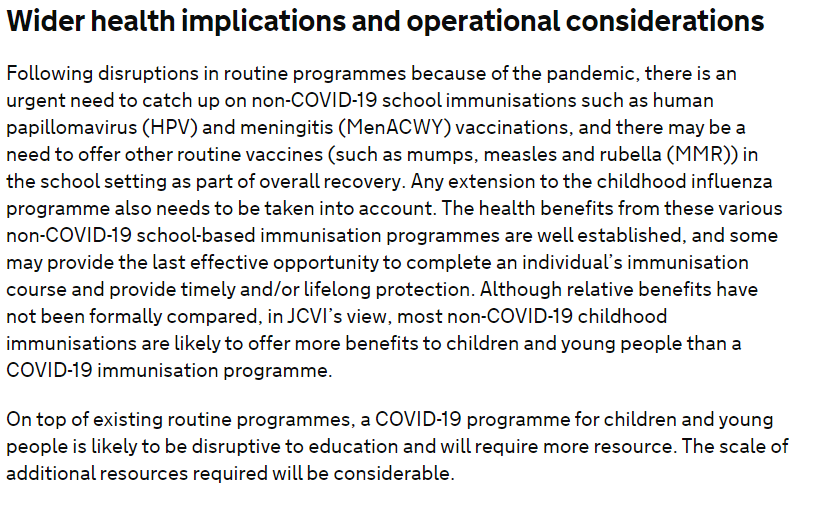 Wider health implications and operational considerations
Following disruptions in routine programmes because of the pandemic, there is an
urgent need to catch up on non-COVID-19 school immunisations such as human
papillomavirus (HPV) and meningitis (MenACWY) vaccinations, and there may be a
need to offer other routine vaccines (such as mumps, measles and rubella (MMR)) in
the school setting as part of overall recovery. Any extension to the childhood influenza
programme also needs to be taken into account. The health benefits from these various
non-COVID-19 school-based immunisation programmes are well established, and some
may provide the last effective opportunity to complete an individual’s immunisation
course and provide timely and/or lifelong protection. Although relative benefits have
not been formally compared, in JCVI’s view, most non-COVID-19 childhood
immunisations are likely to offer more benefits to children and young people than a
COVID-19 immunisation programme.
On top of existing routine programmes, a COVID-19 programme for children and young
people is likely to be disruptive to education and will require more resource. The scale of
additional resources required will be considerable.